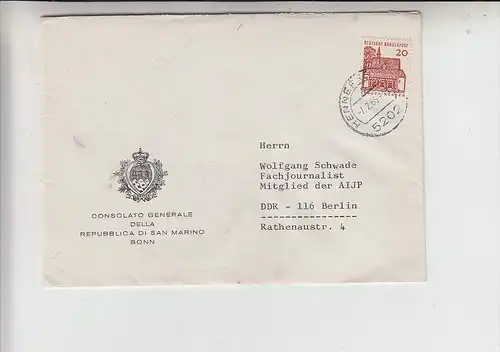 DEUTSCHE BUNDESPOST
20
HENNEF
5202
Herrn
Wolfgang Schwade
Fachjournalist
Mitglied der AIJP
DDR - 116 Berlin
Rathenaustr. 4
CONSOLATO GENERALE
DELLA
REPUBBLICA DI SAN MARINO
BONN